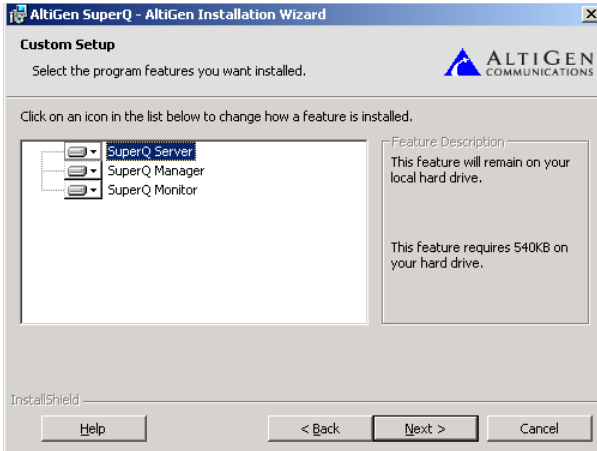 AltiGen SuperQ - AltiGen Installation Wizard
Custom Setup
Select the program features you want installed.
ALTIGEN
COMMUNICATIONS
Click on an icon in the list below to change how a feature is installed.
SuperQ Server
SuperQ Manager
SuperQ Monitor
Feature Description
This feature will remain on your
local hard drive.
This feature requires 540KB on
your hard drive.
InstallShield
Help
< Back
Next >
Cancel